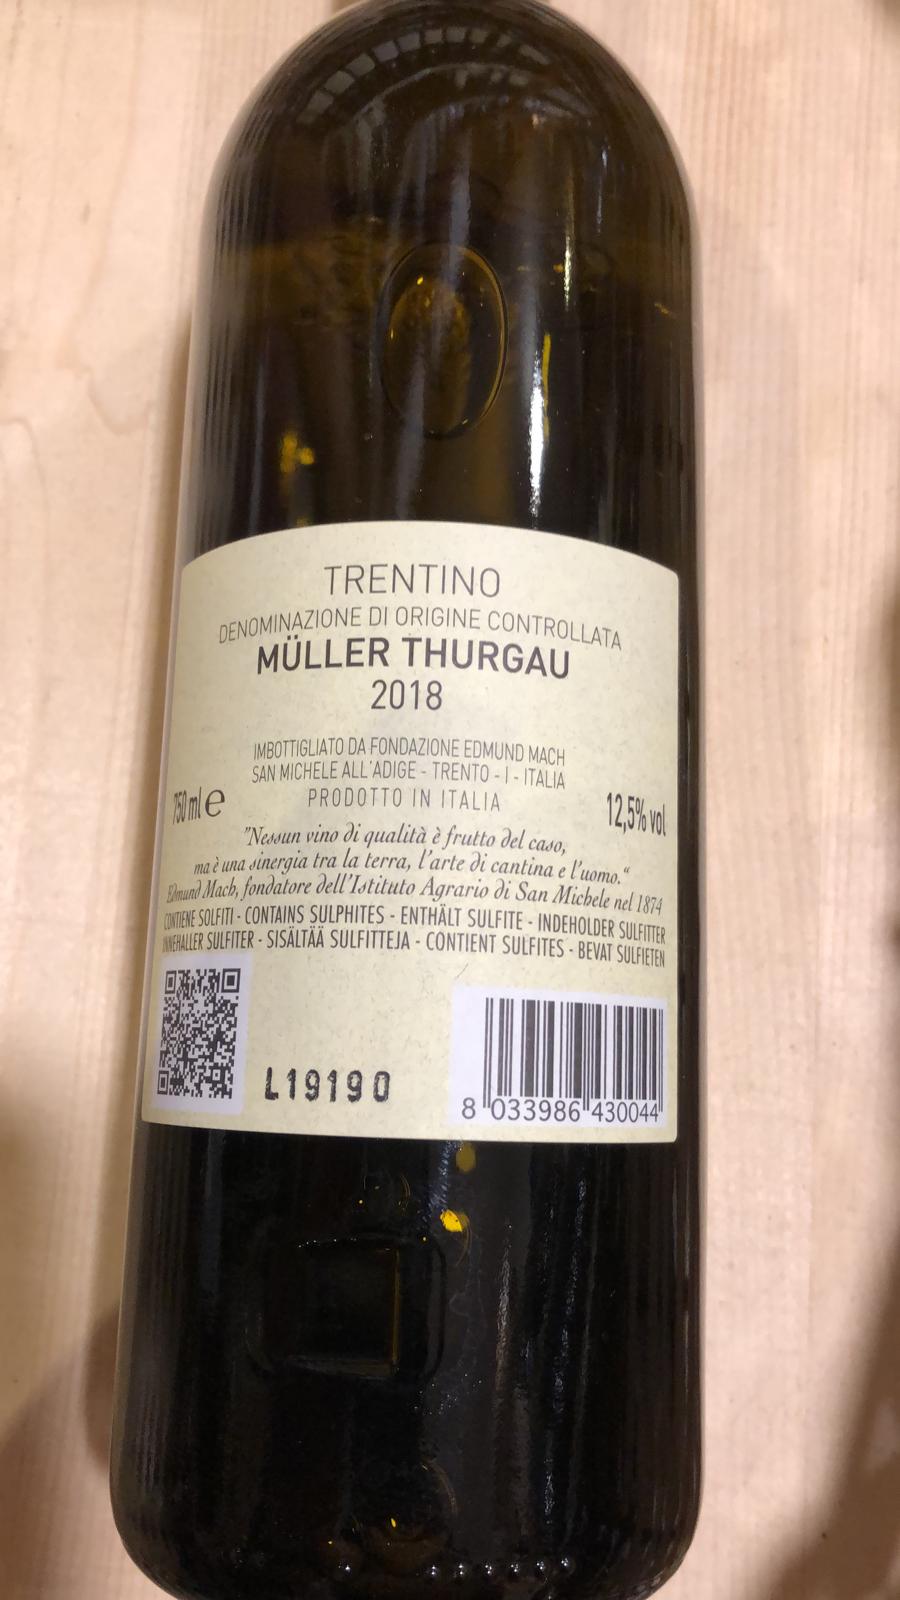 TRENTINO
DENOMINAZIONE DI ORIGINE CONTROLLATA
MÜLLER THURGAU
2018
IMBOTTIGLIATO DA FONDAZIONE EDMUND MACH
SAN MICHELE ALL'ADIGE - TRENTO - I - ITALIA
PRODOTTO IN ITALIA
750 ml e
12,5% vol
"Nessun vino di qualità è frutto del caso,
ma è una sinergia tra la terra, l'arte di cantina e l'uomo."
Edmund Mach, fondatore dell'Istituto Agrario di San Michele nel 1874
CONTIENE SOLFITI - CONTAINS SULPHITES - ENTHÄLT SULFITE - INDEHOLDER SULFITTER
INNEHALLER SULFITER - SISÄLTÄÄ SULFITTEJA - CONTIENT SULFITES - BEVAT SULFIETEN
L19190
8 033986 430044